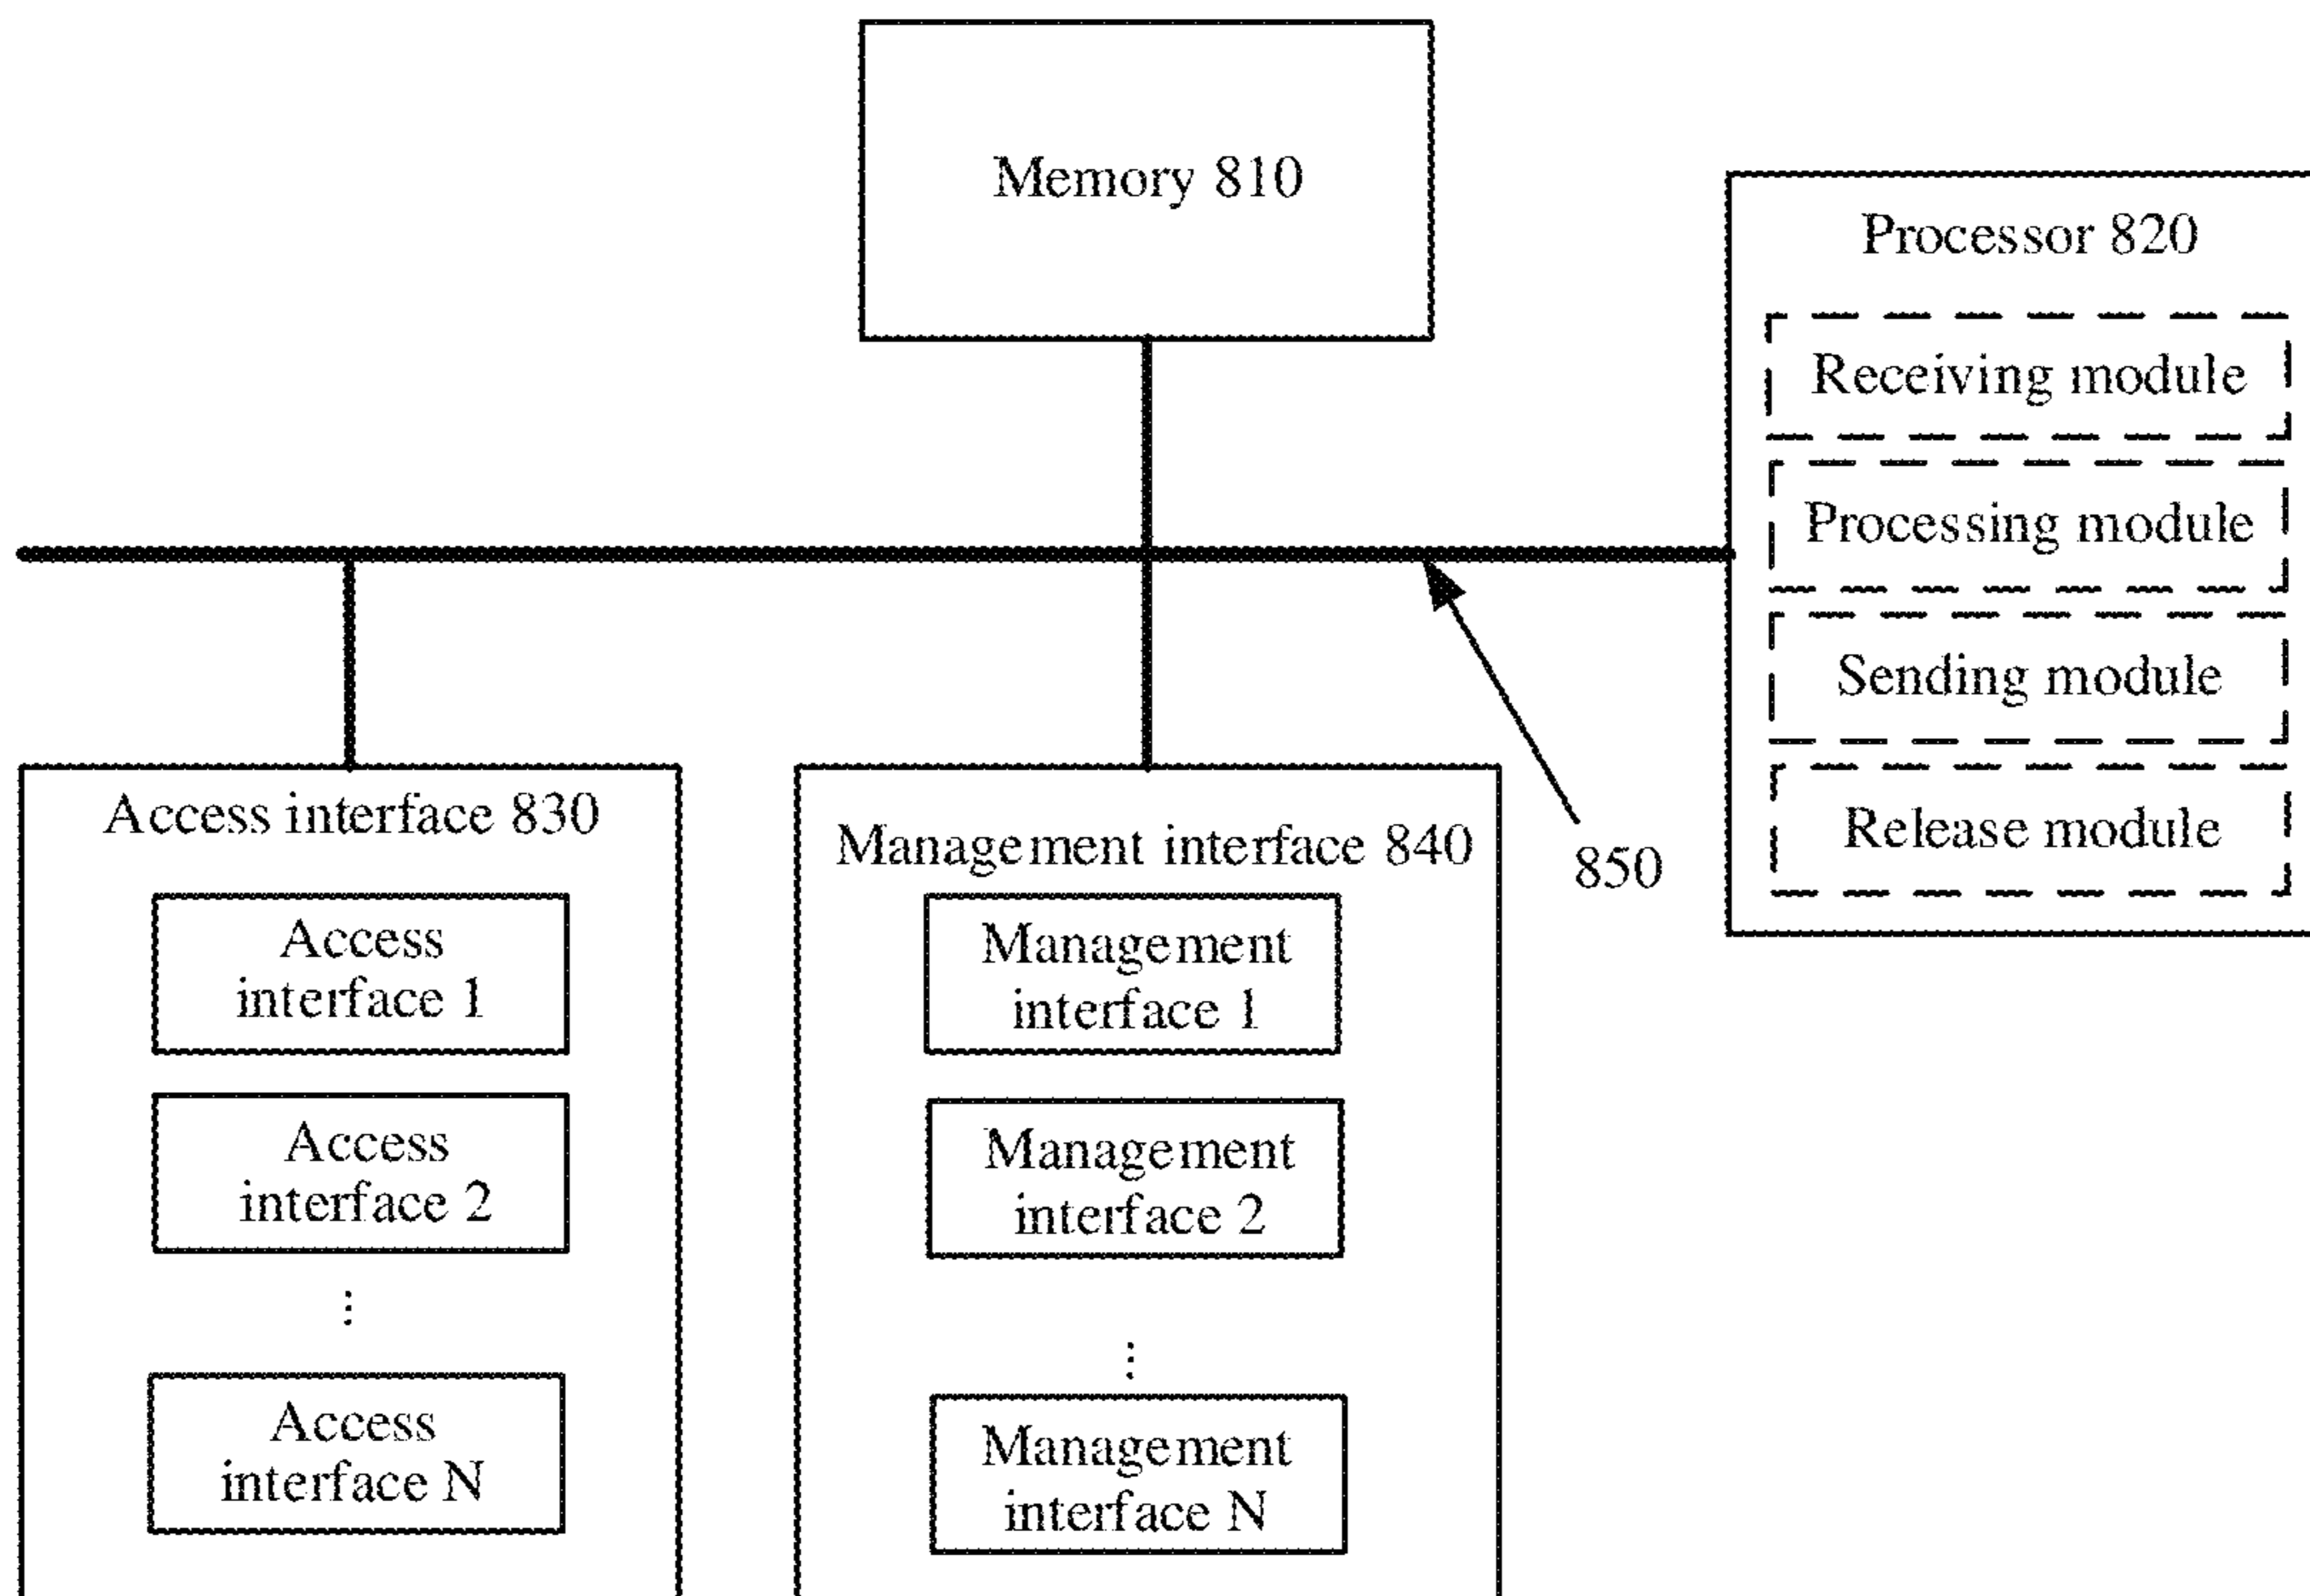 Memory 810
Processor 820
Receiving module
Processing module
Sending module
Release module
850
Access interface 830
Access
interface 1
Access
interface 2
⋮
Access
interface N
Management interface 840
Management
interface 1
Management
interface 2
⋮
Management
interface N